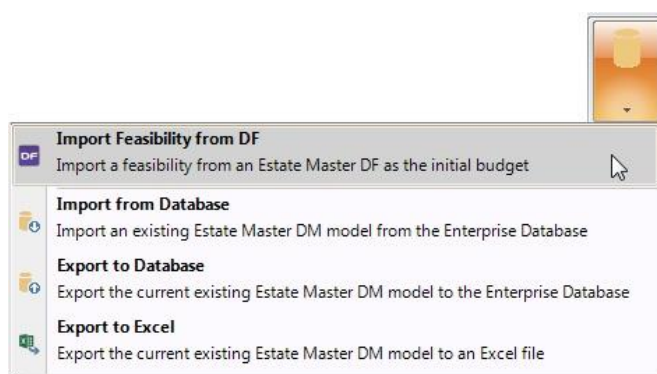 Import Feasibility from DF
DF
Import a feasibility from an Estate Master DF as the initial budget
Import from Database
Import an existing Estate Master DM model from the Enterprise Database
Export to Database
Export the current existing Estate Master DM model to the Enterprise Database
Export to Excel
Export the current existing Estate Master DM model to an Excel file